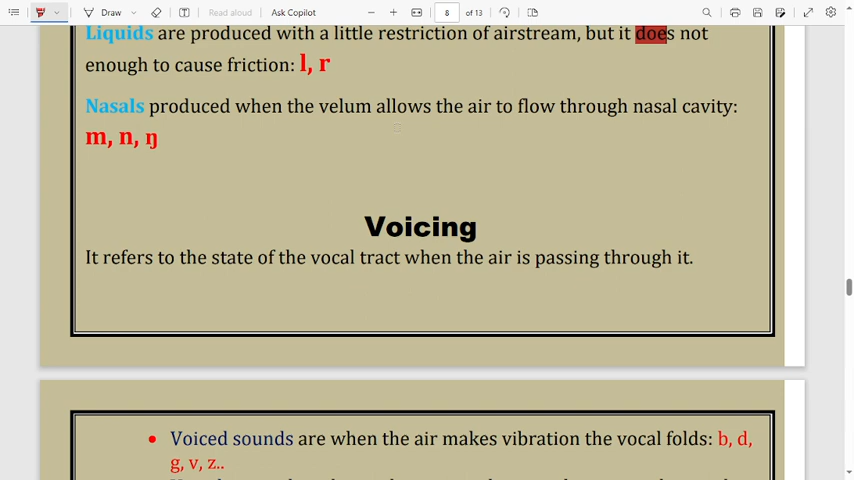 Draw
Read aloud
Ask Copilot
8
of 13
Liquids are produced with a little restriction of airstream, but it does not
enough to cause friction: l, r
Nasals produced when the velum allows the air to flow through nasal cavity:
m, n, ŋ
Voicing
It refers to the state of the vocal tract when the air is passing through it.
• Voiced sounds are when the air makes vibration the vocal folds: b, d,
g, v, z..